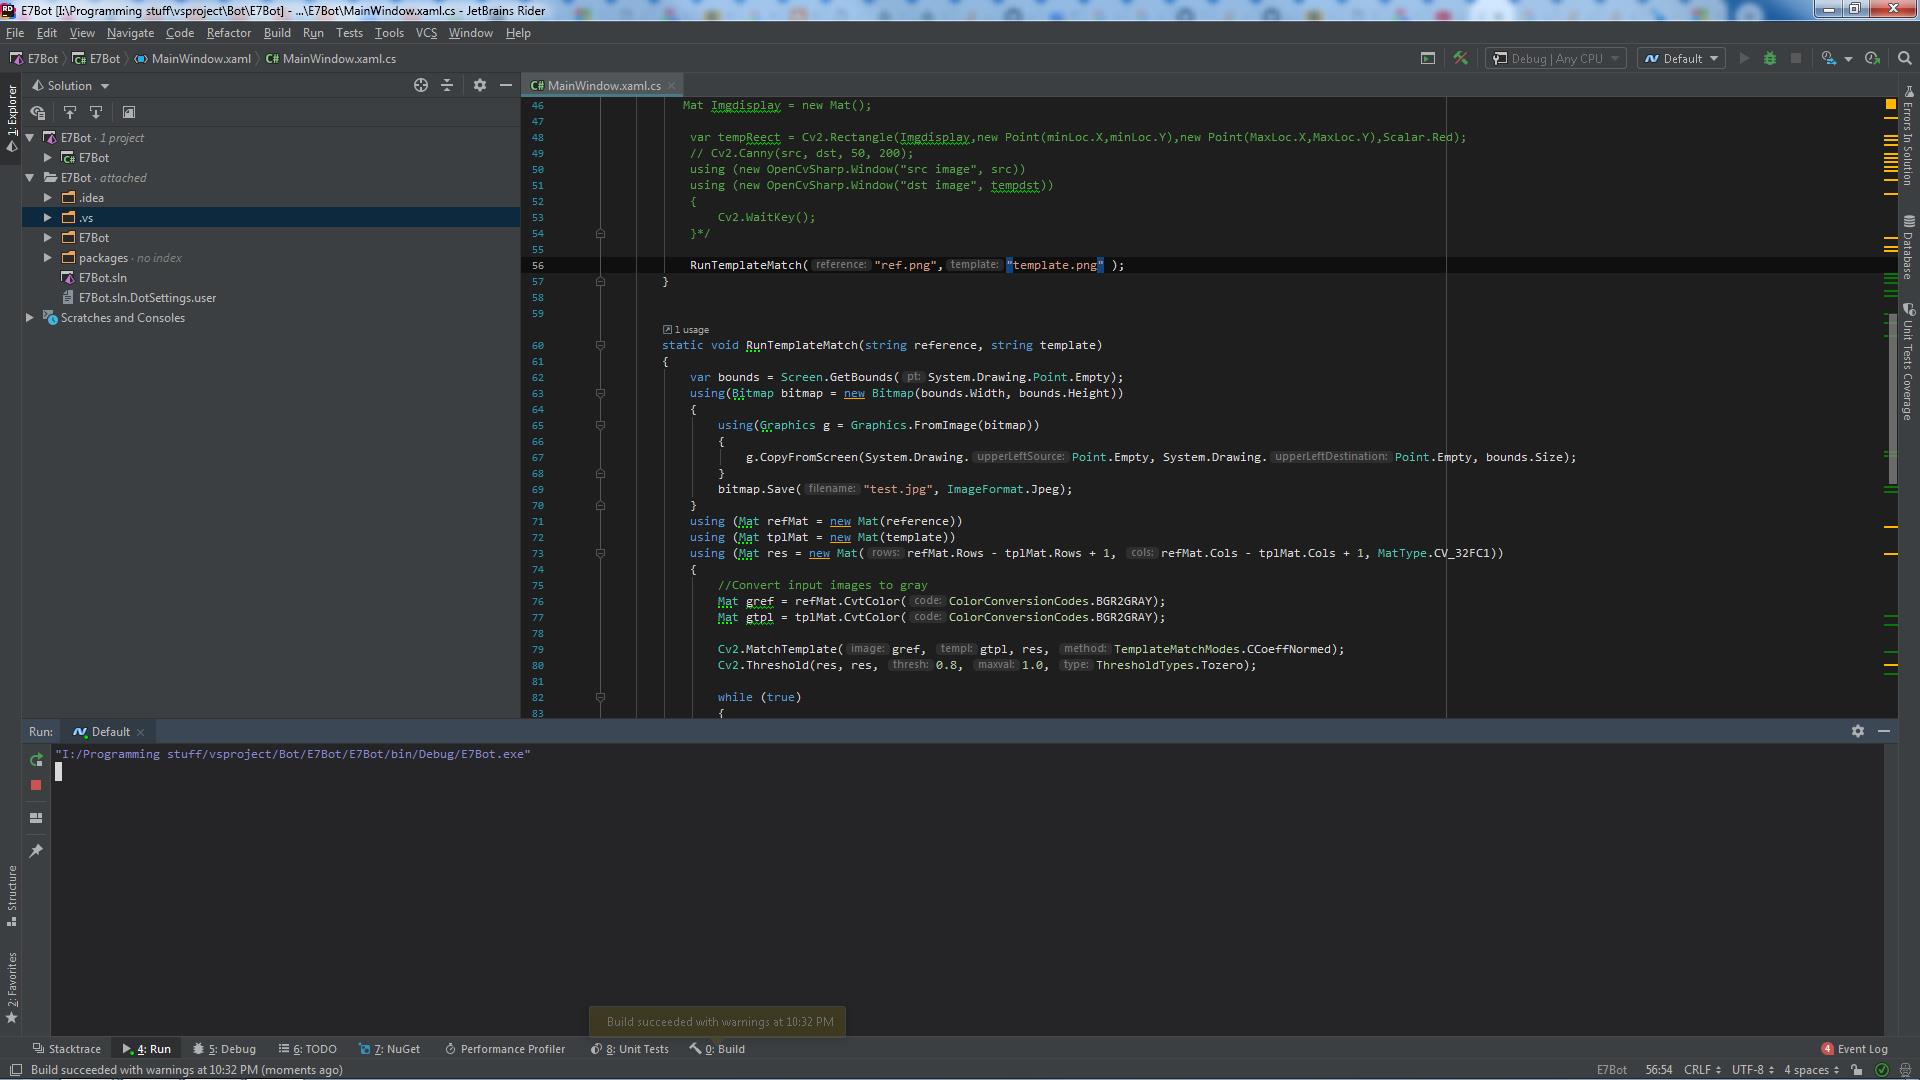 E7Bot [I:\Programming stuff\vsproject\Bot\E7Bot] - ...\E7Bot\MainWindow.xaml.cs - JetBrains Rider
File Edit View Navigate Code Refactor Build Run Tests Tools VCS Window Help
E7Bot E7Bot MainWindow.xaml MainWindow.xaml.cs
Debug | Any CPU Default
Solution
MainWindow.xaml.cs
1: Explorer
E7Bot · 1 project
E7Bot
E7Bot · attached
.idea
.vs
E7Bot
packages · no index
E7Bot.sln
E7Bot.sln.DotSettings.user
Scratches and Consoles
46 Mat Imgdisplay = new Mat();
47
48 var tempReect = Cv2.Rectangle(Imgdisplay,new Point(minLoc.X,minLoc.Y),new Point(MaxLoc.X,MaxLoc.Y),Scalar.Red);
49 // Cv2.Canny(src, dst, 50, 200);
50 using (new OpenCvSharp.Window("src image", src))
51 using (new OpenCvSharp.Window("dst image", tempdst))
52 {
53 Cv2.WaitKey();
54 }*/
55
56 RunTemplateMatch( reference: "ref.png", template: "template.png" );
57 }
58
59
1 usage
60 static void RunTemplateMatch(string reference, string template)
61 {
62 var bounds = Screen.GetBounds( pt: System.Drawing.Point.Empty);
63 using(Bitmap bitmap = new Bitmap(bounds.Width, bounds.Height))
64 {
65 using(Graphics g = Graphics.FromImage(bitmap))
66 {
67 g.CopyFromScreen(System.Drawing. upperLeftSource: Point.Empty, System.Drawing. upperLeftDestination: Point.Empty, bounds.Size);
68 }
69 bitmap.Save( filename: "test.jpg", ImageFormat.Jpeg);
70 }
71 using (Mat refMat = new Mat(reference))
72 using (Mat tplMat = new Mat(template))
73 using (Mat res = new Mat( rows: refMat.Rows - tplMat.Rows + 1, cols: refMat.Cols - tplMat.Cols + 1, MatType.CV_32FC1))
74 {
75 //Convert input images to gray
76 Mat gref = refMat.CvtColor( code: ColorConversionCodes.BGR2GRAY);
77 Mat gtpl = tplMat.CvtColor( code: ColorConversionCodes.BGR2GRAY);
78
79 Cv2.MatchTemplate( image: gref, templ: gtpl, res, method: TemplateMatchModes.CCoeffNormed);
80 Cv2.Threshold(res, res, thresh: 0.8, maxval: 1.0, type: ThresholdTypes.Tozero);
81
82 while (true)
83 {
Errors In Solution
Database
Unit Tests Coverage
Run: Default
"I:/Programming stuff/vsproject/Bot/E7Bot/E7Bot/bin/Debug/E7Bot.exe"
Structure
2: Favorites
Build succeeded with warnings at 10:32 PM
Stacktrace 4: Run 5: Debug 6: TODO 7: NuGet Performance Profiler 8: Unit Tests 0: Build 4 Event Log
Build succeeded with warnings at 10:32 PM (moments ago) E7Bot 56:54 CRLF UTF-8 4 spaces